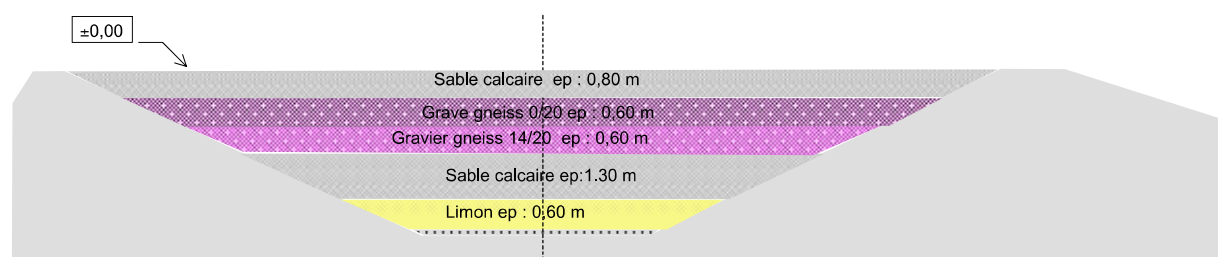 ±0,00
Sable calcaire ep : 0,80 m
Grave gneiss 0/20 ep : 0,60 m
Gravier gneiss 14/20 ep : 0,60 m
Sable calcaire ep:1.30 m
Limon ep : 0,60 m